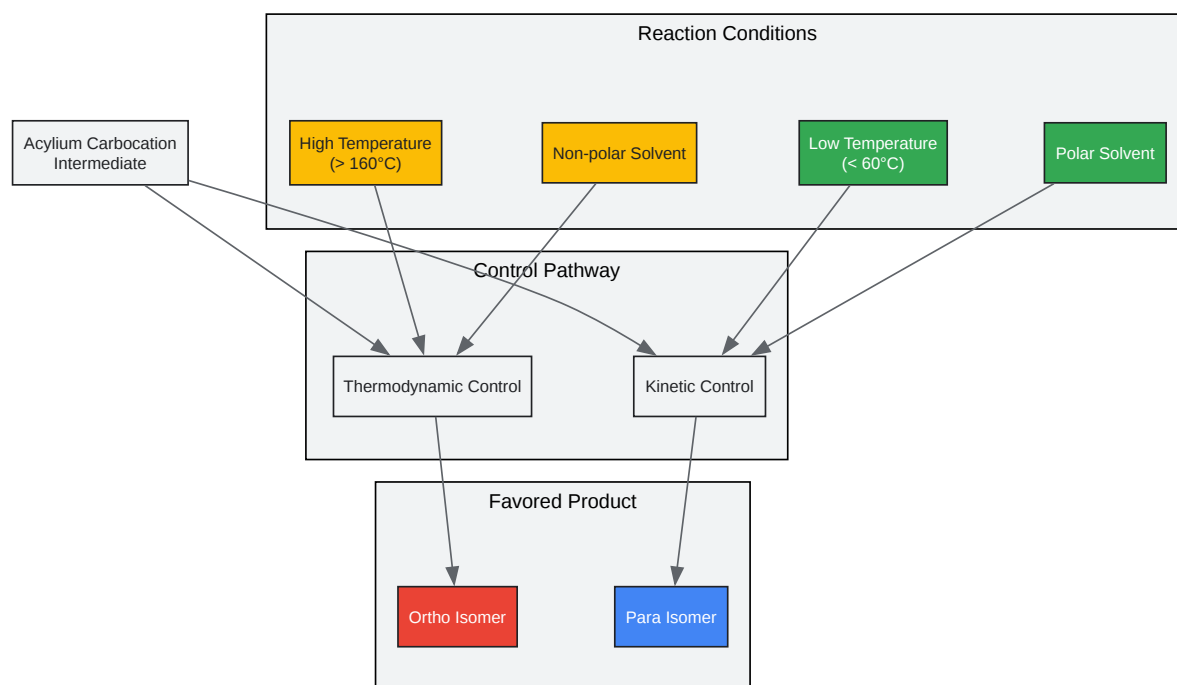 Reaction Conditions
Acylium Carbocation
Intermediate
High Temperature
(> 160°C)
Non-polar Solvent
Low Temperature
(< 60°C)
Polar Solvent
Control Pathway
Thermodynamic Control
Kinetic Control
Favored Product
Ortho Isomer
Para Isomer